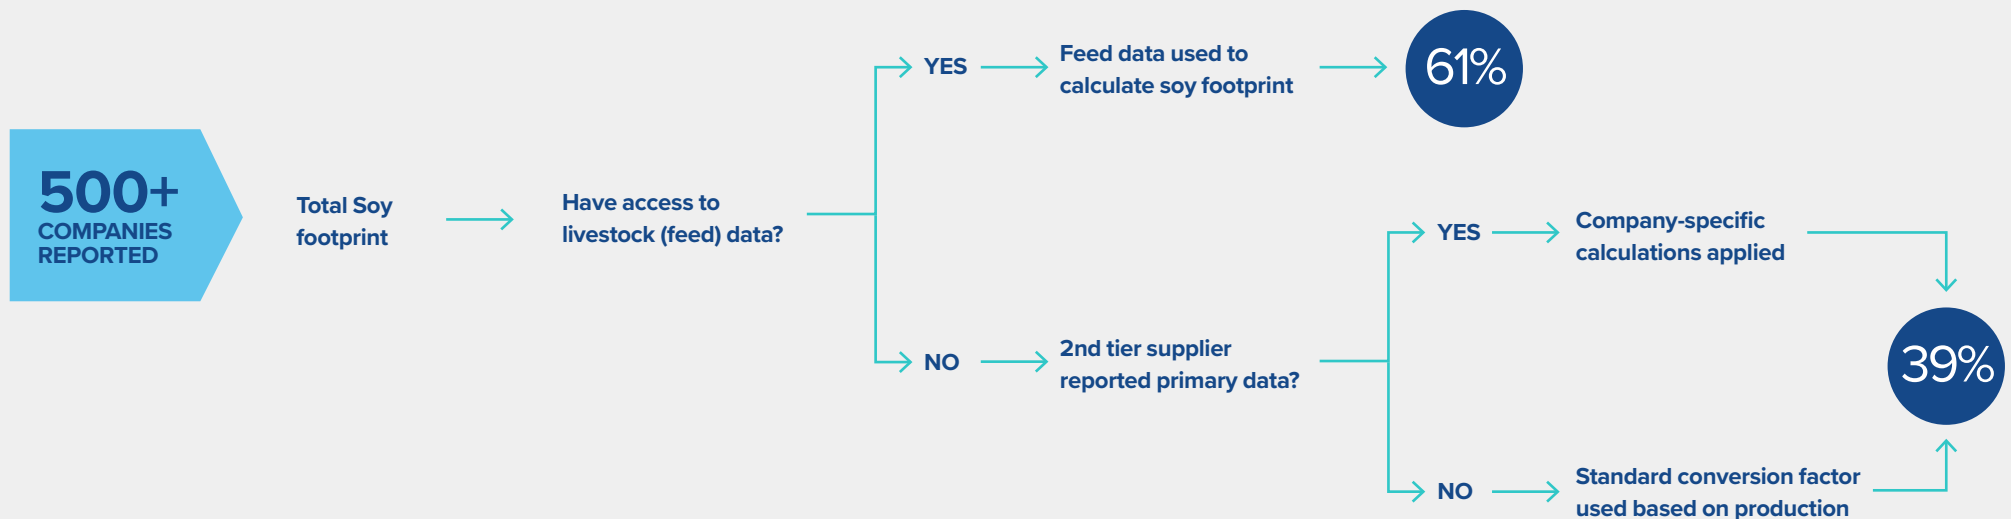 500+
COMPANIES
REPORTED
Total Soy
footprint
Have access to
livestock (feed) data?
YES
Feed data used to
calculate soy footprint
61%
NO
2nd tier supplier
reported primary data?
YES
Company-specific
calculations applied
39%
NO
Standard conversion factor
used based on production